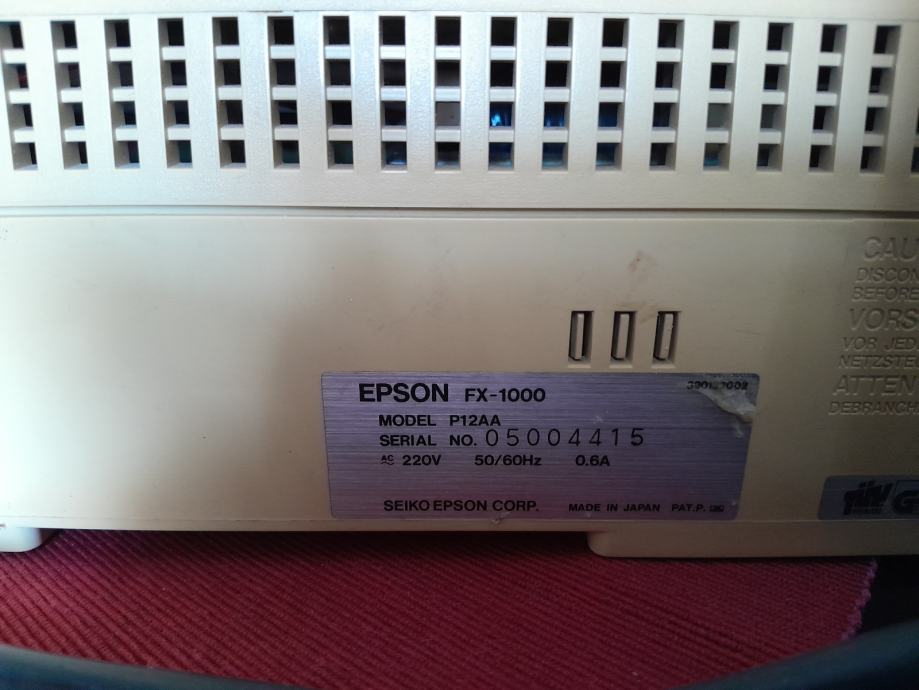 EPSON FX-1000
MODEL P12AA
SERIAL NO. 05004415
AC 220V 50/60Hz 0.6A
SEIKO EPSON CORP. MADE IN JAPAN PAT.P.
CAU
DISCON
BEFORE
VORS
VOR JED
NETZSTE
ATTEN
DEBRANCH
TÜV
G